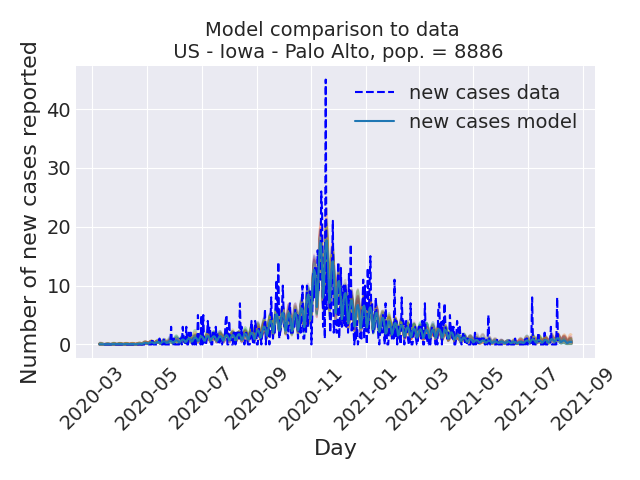 Model comparison to data
US - Iowa - Palo Alto, pop. = 8886
Number of new cases reported
40
30
20
10
0
new cases data
new cases model
2020-03
2020-05
2020-07
2020-09
2020-11
2021-01
2021-03
2021-05
2021-07
2021-09
Day